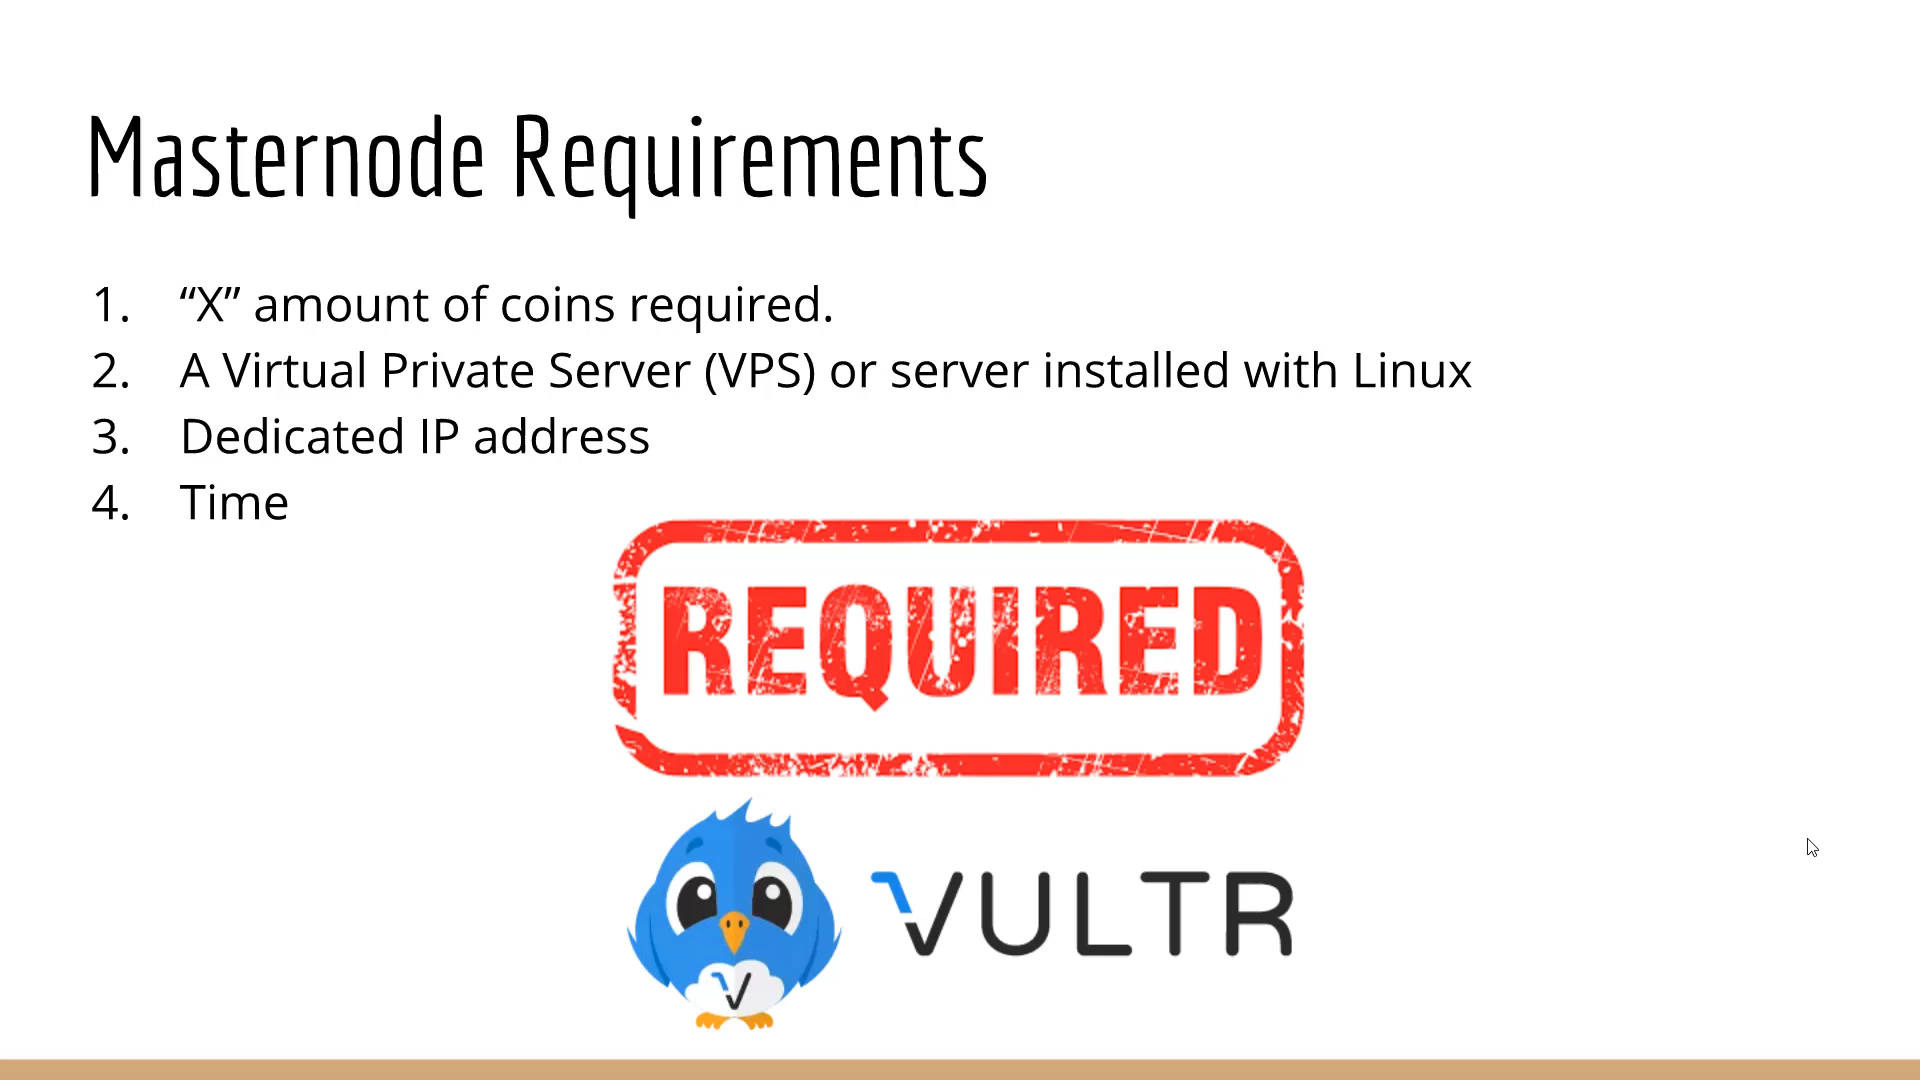 Masternode Requirements
1. “X” amount of coins required.
2. A Virtual Private Server (VPS) or server installed with Linux
3. Dedicated IP address
4. Time
REQUIRED
VULTR
V